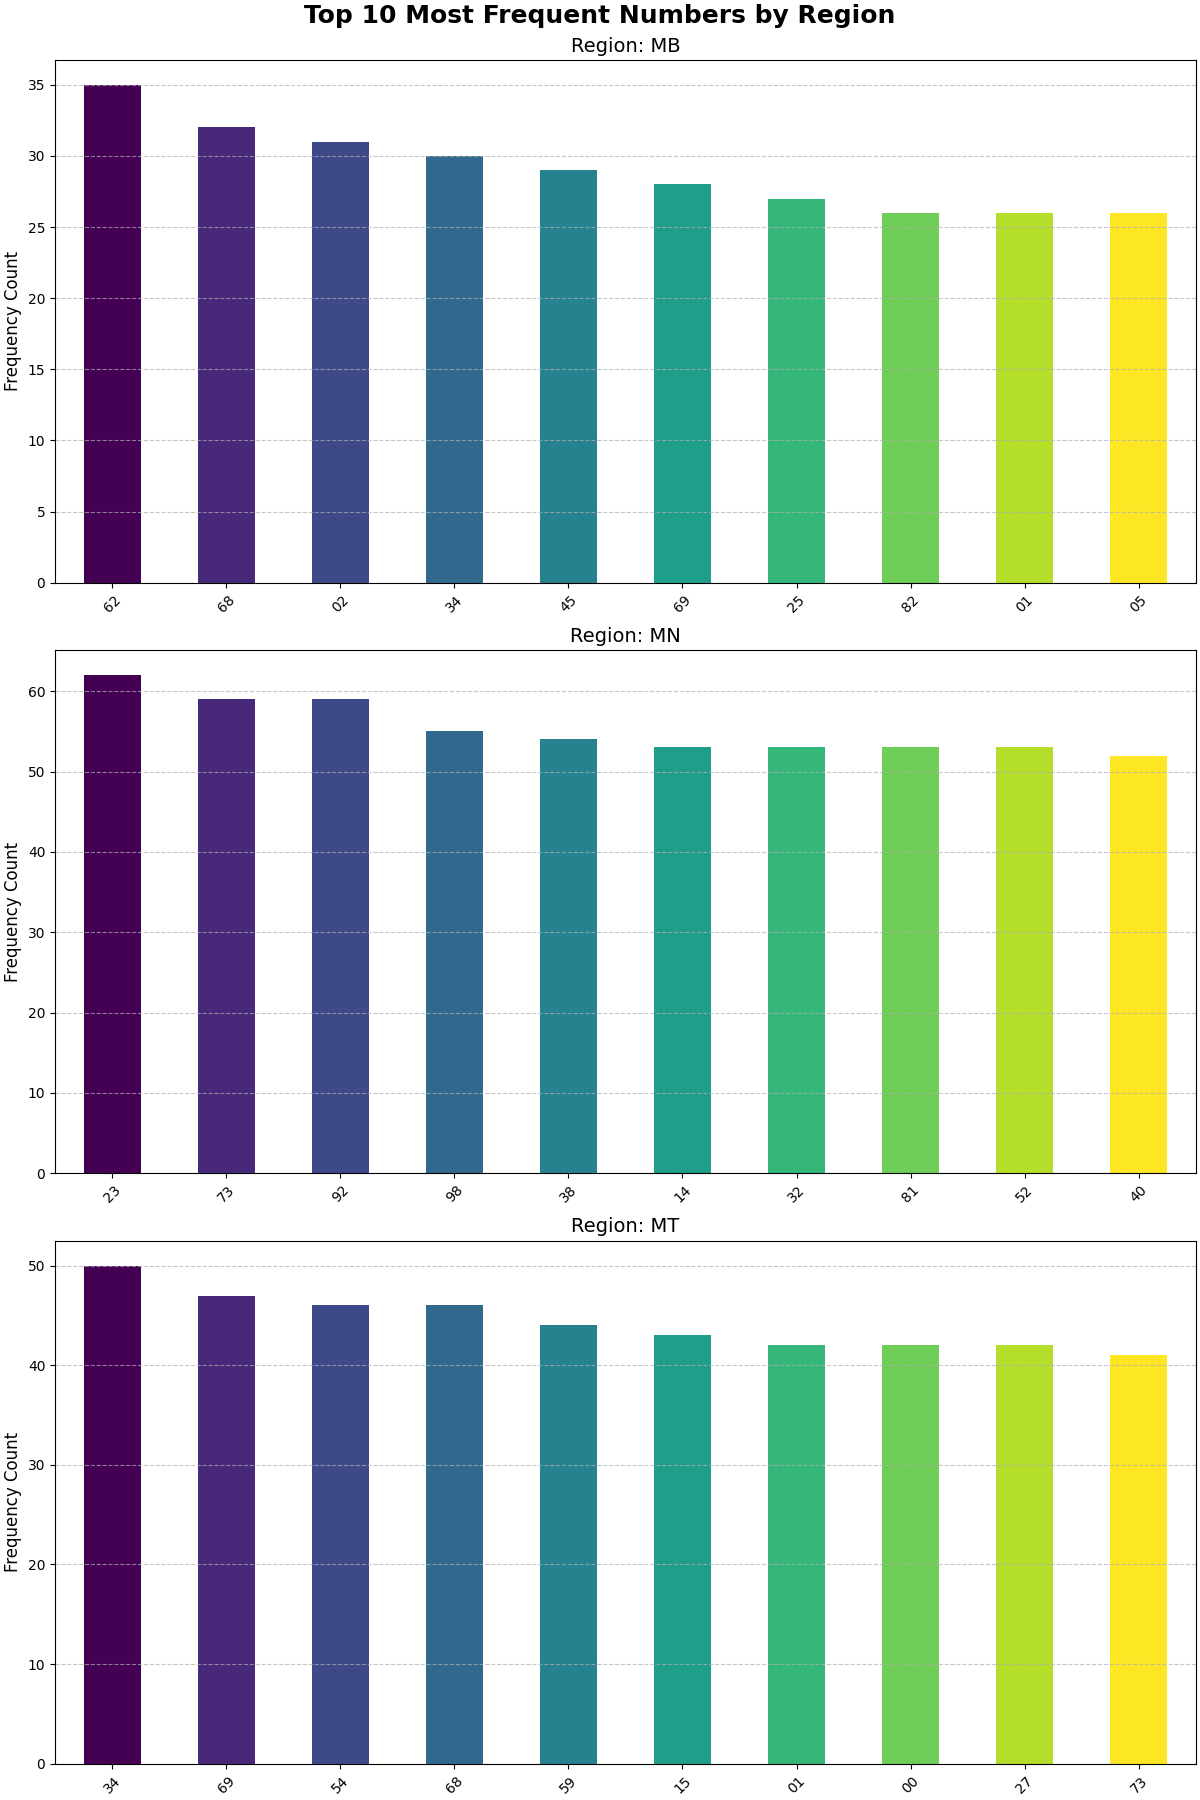 Top 10 Most Frequent Numbers by Region
Region: MB
Frequency Count
35
30
25
20
15
10
5
0
62 68 02 34 45 69 25 82 01 05
Region: MN
Frequency Count
60
50
40
30
20
10
0
23 73 92 98 38 14 32 81 52 40
Region: MT
Frequency Count
50
40
30
20
10
0
34 69 54 68 59 15 01 00 27 73